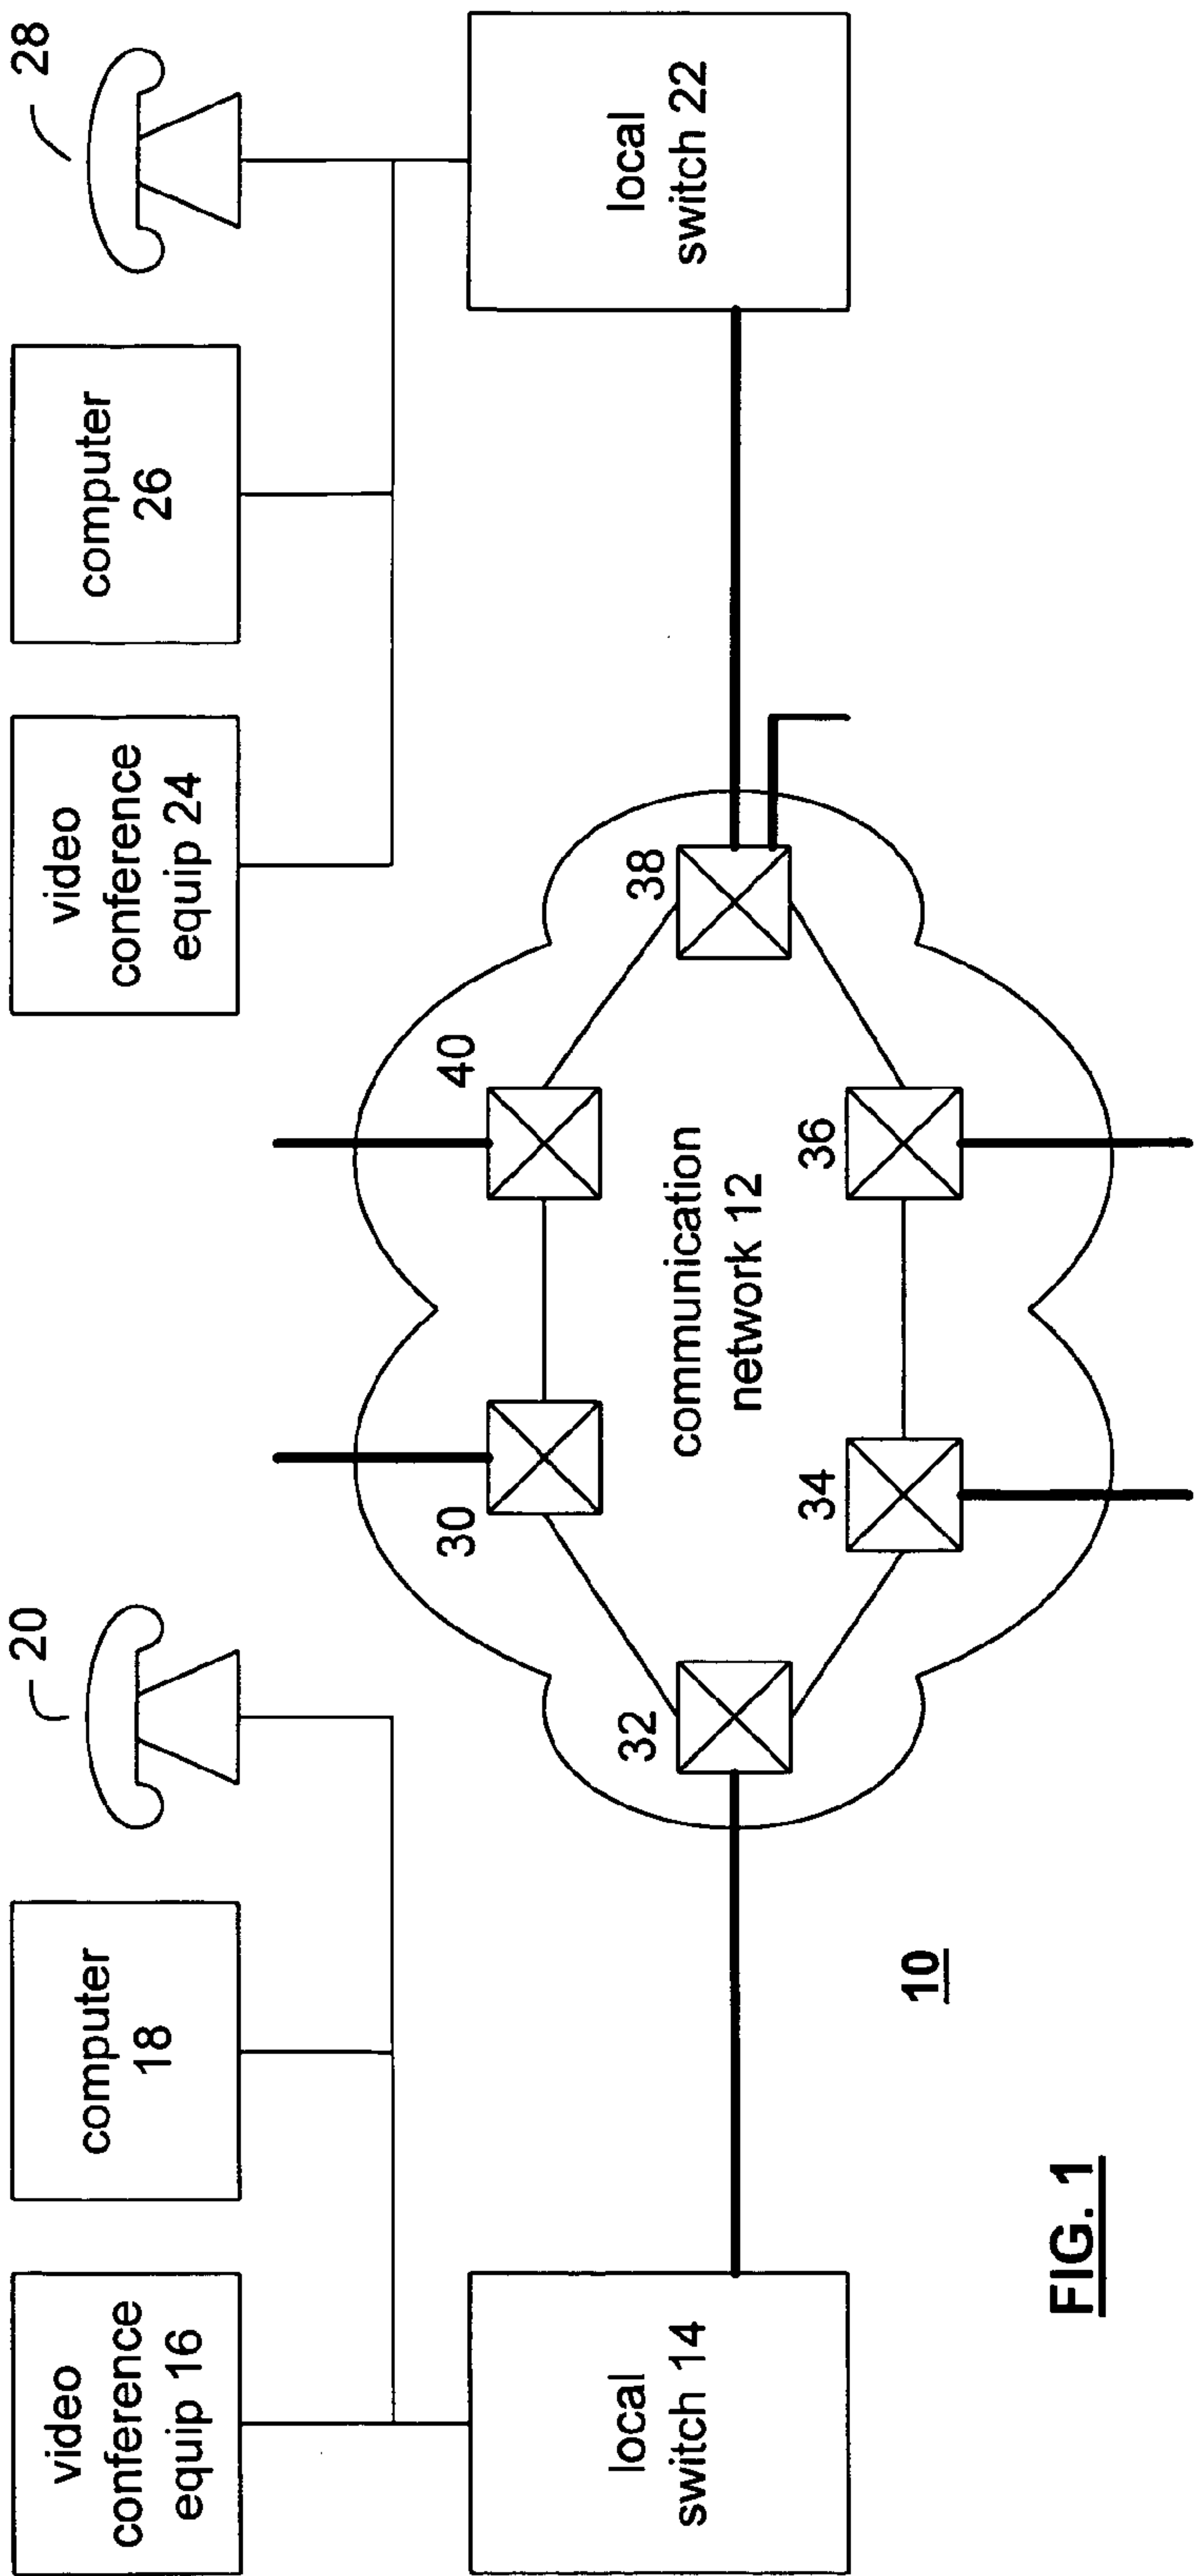 video
conference
equip 16
computer
18
20
video
conference
equip 24
computer
26
28
local
switch 14
local
switch 22
30
40
32
38
communication
network 12
34
36
10
FIG. 1